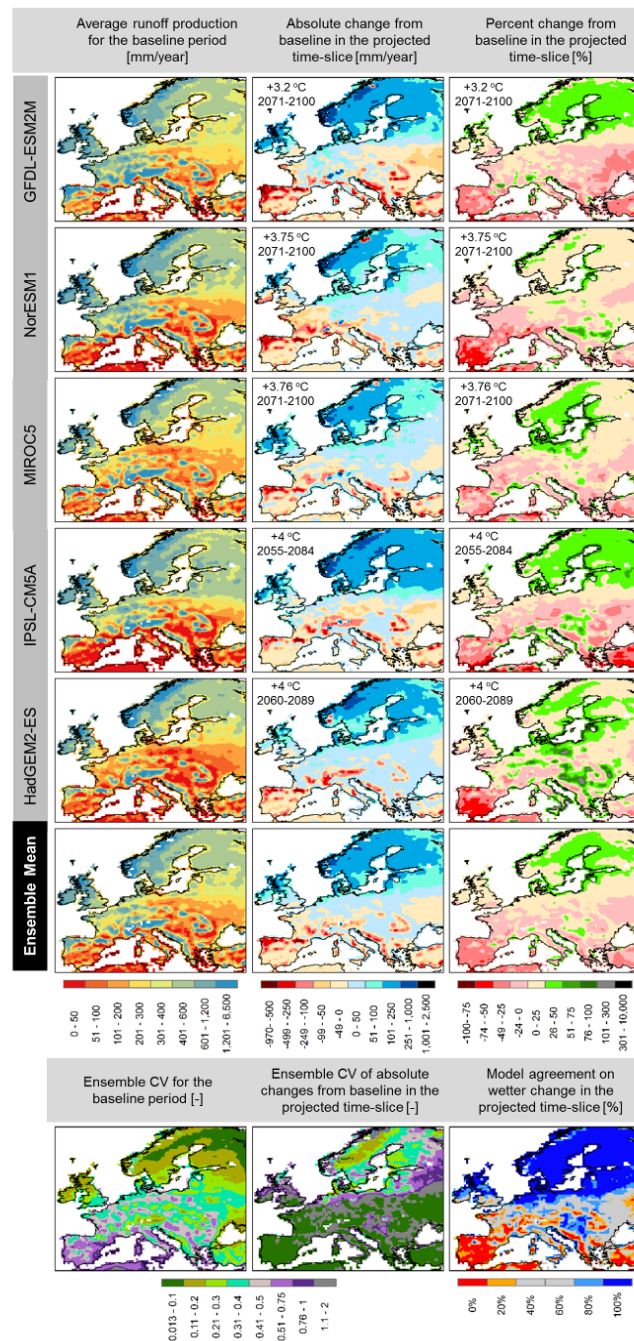 Average runoff production
for the baseline period
[mm/year]
Absolute change from
baseline in the projected
time-slice [mm/year]
Percent change from
baseline in the projected
time-slice [%]
GFDL-ESM2M
+3.2 °C
2071-2100
+3.2 °C
2071-2100
NorESM1
+3.75 °C
2071-2100
+3.75 °C
2071-2100
MIROC5
+3.76 °C
2071-2100
+3.76 °C
2071-2100
IPSL-CM5A
+4 °C
2055-2084
+4 °C
2055-2084
HadGEM2-ES
+4 °C
2060-2089
+4 °C
2060-2089
Ensemble Mean
0 - 50
51 - 100
101 - 200
201 - 300
301 - 400
401 - 600
601 - 1,200
1,201 - 6,500
-970 --500
-499 --250
-249 --100
-99 --50
-49 - 0
0 - 50
51 - 100
101 - 250
251 - 1,000
1,001 - 2,500
-100 --75
-74 --50
-49 --25
-24 - 0
0 - 25
26 - 50
51 - 75
76 - 100
101 - 300
301 - 10,000
Ensemble CV for the
baseline period [-]
Ensemble CV of absolute
changes from baseline in the
projected time-slice [-]
Model agreement on
wetter change in the
projected time-slice [%]
0.013 - 0.1
0.11 - 0.2
0.21 - 0.3
0.31 - 0.4
0.41 - 0.5
0.51 - 0.75
0.76 - 1
1.1 - 2
0%
20%
40%
60%
80%
100%